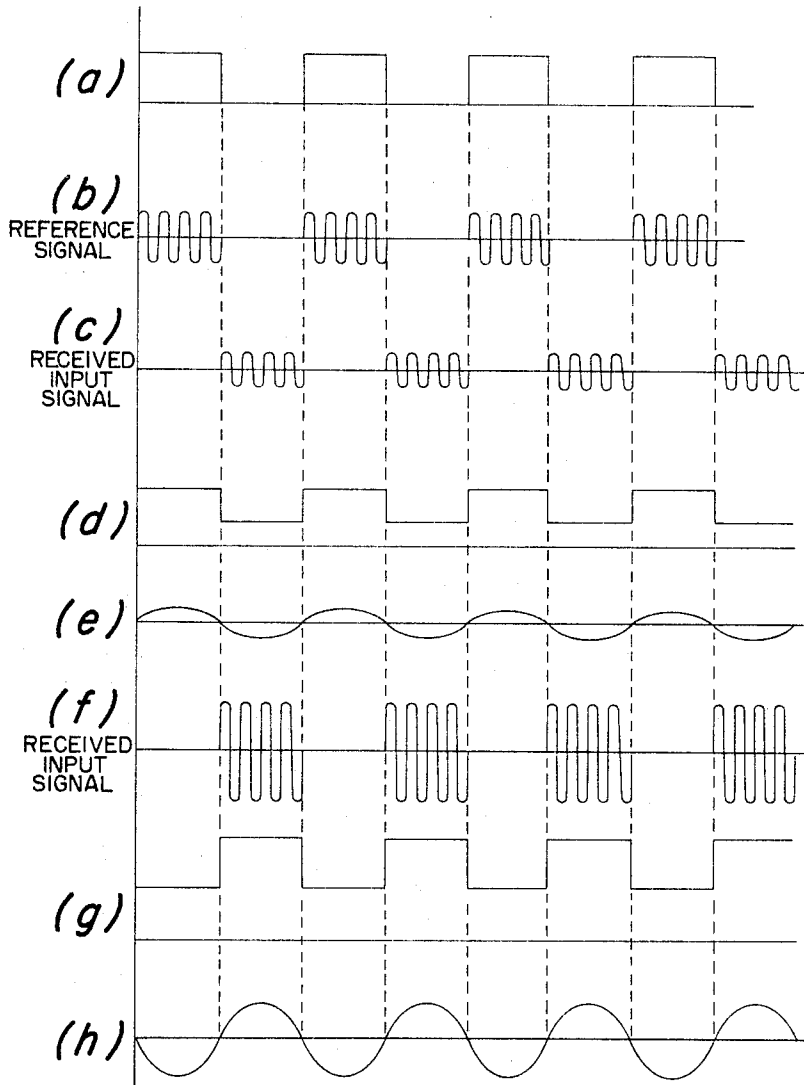 (a)
(b)
REFERENCE
SIGNAL
(c)
RECEIVED
INPUT
SIGNAL
(d)
(e)
(f)
RECEIVED
INPUT
SIGNAL
(g)
(h)